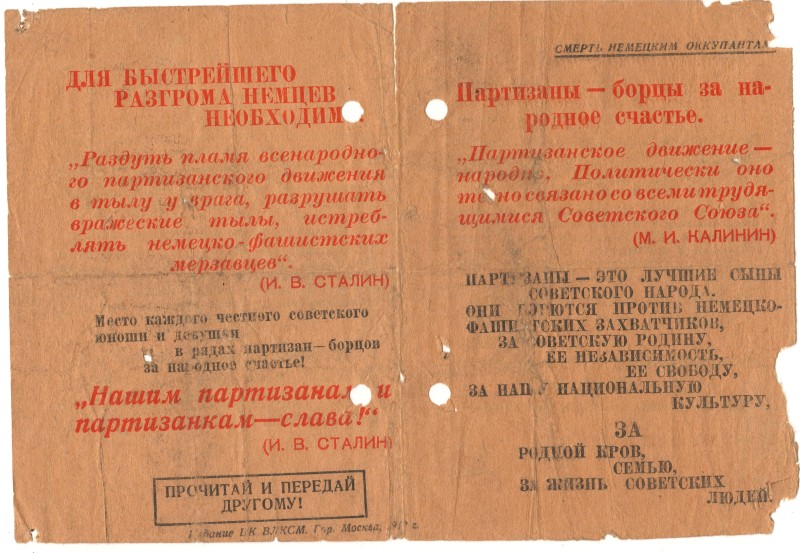 ДЛЯ БЫСТРЕЙШЕГО
РАЗГРОМА НЕМЦЕВ
НЕОБХОДИМО.
„Раздуть пламя всенародно-
го партизанского движения
в тылу у врага, разрушать
вражеские тылы, истреб-
лять немецко-фашистских
мерзавцев“.
(И. В. СТАЛИН)
Место каждого честного советского
юноши и девушки
в рядах партизан—борцов
за народное счастье!
„Нашим партизанам и
партизанкам—слава!“
(И. В. СТАЛИН)
ПРОЧИТАЙ И ПЕРЕДАЙ
ДРУГОМУ!
Издание ЦК ВЛКСМ. Гор. Москва, г.
СМЕРТЬ НЕМЕЦКИМ ОККУПАНТАМ
Партизаны — борцы за на-
родное счастье.
„Партизанское движение —
народно. Политически оно
тесно связано со всеми трудя-
щимися Советского Союза“.
(М. И. КАЛИНИН)
ПАРТИЗАНЫ — ЭТО ЛУЧШИЕ СЫНЫ
СОВЕТСКОГО НАРОДА.
ОНИ БОРЮТСЯ ПРОТИВ НЕМЕЦКО-
ФАШИСТСКИХ ЗАХВАТЧИКОВ,
ЗА СОВЕТСКУЮ РОДИНУ,
ЕЕ НЕЗАВИСИМОСТЬ,
ЕЕ СВОБОДУ,
ЗА НАШУ НАЦИОНАЛЬНУЮ
КУЛЬТУРУ,
ЗА
РОДНОЙ КРОВ,
СЕМЬЮ,
ЗА ЖИЗНЬ СОВЕТСКИХ
ЛЮДЕЙ.